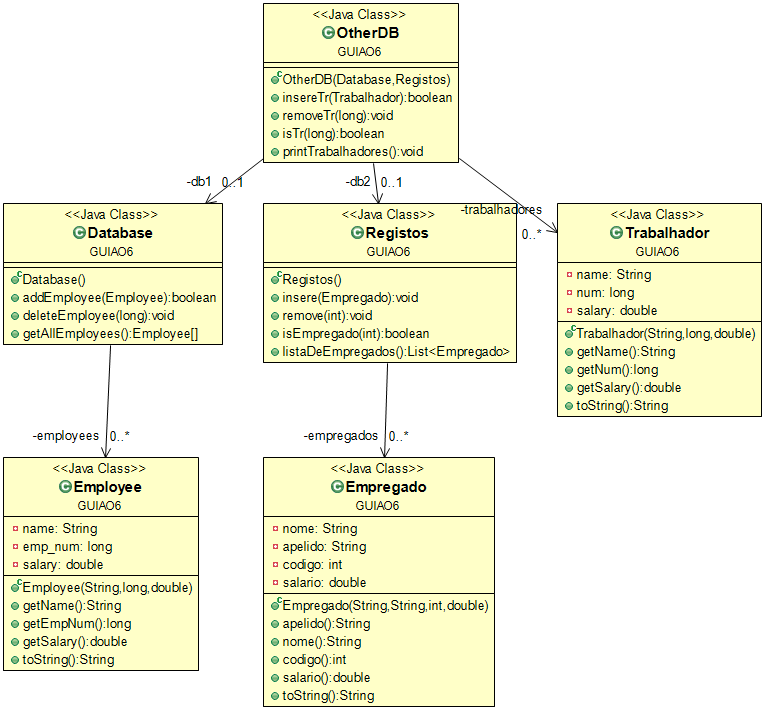 <<Java Class>>
OtherDB
GUIAO6
OtherDB(Database,Registos)
insereTr(Trabalhador):boolean
removeTr(long):void
isTr(long):boolean
printTrabalhadores():void
-db1 0..1
-db2 0..1
-trabalhadores
0..*
<<Java Class>>
Database
GUIAO6
Database()
addEmployee(Employee):boolean
deleteEmployee(long):void
getAllEmployees():Employee[]
<<Java Class>>
Registos
GUIAO6
Registos()
insere(Empregado):void
remove(int):void
isEmpregado(int):boolean
listaDeEmpregados():List<Empregado>
<<Java Class>>
Trabalhador
GUIAO6
name: String
num: long
salary: double
Trabalhador(String,long,double)
getName():String
getNum():long
getSalary():double
toString():String
-employees 0..*
-empregados 0..*
<<Java Class>>
Employee
GUIAO6
name: String
emp_num: long
salary: double
Employee(String,long,double)
getName():String
getEmpNum():long
getSalary():double
toString():String
<<Java Class>>
Empregado
GUIAO6
nome: String
apelido: String
codigo: int
salario: double
Empregado(String,String,int,double)
apelido():String
nome():String
codigo():int
salario():double
toString():String